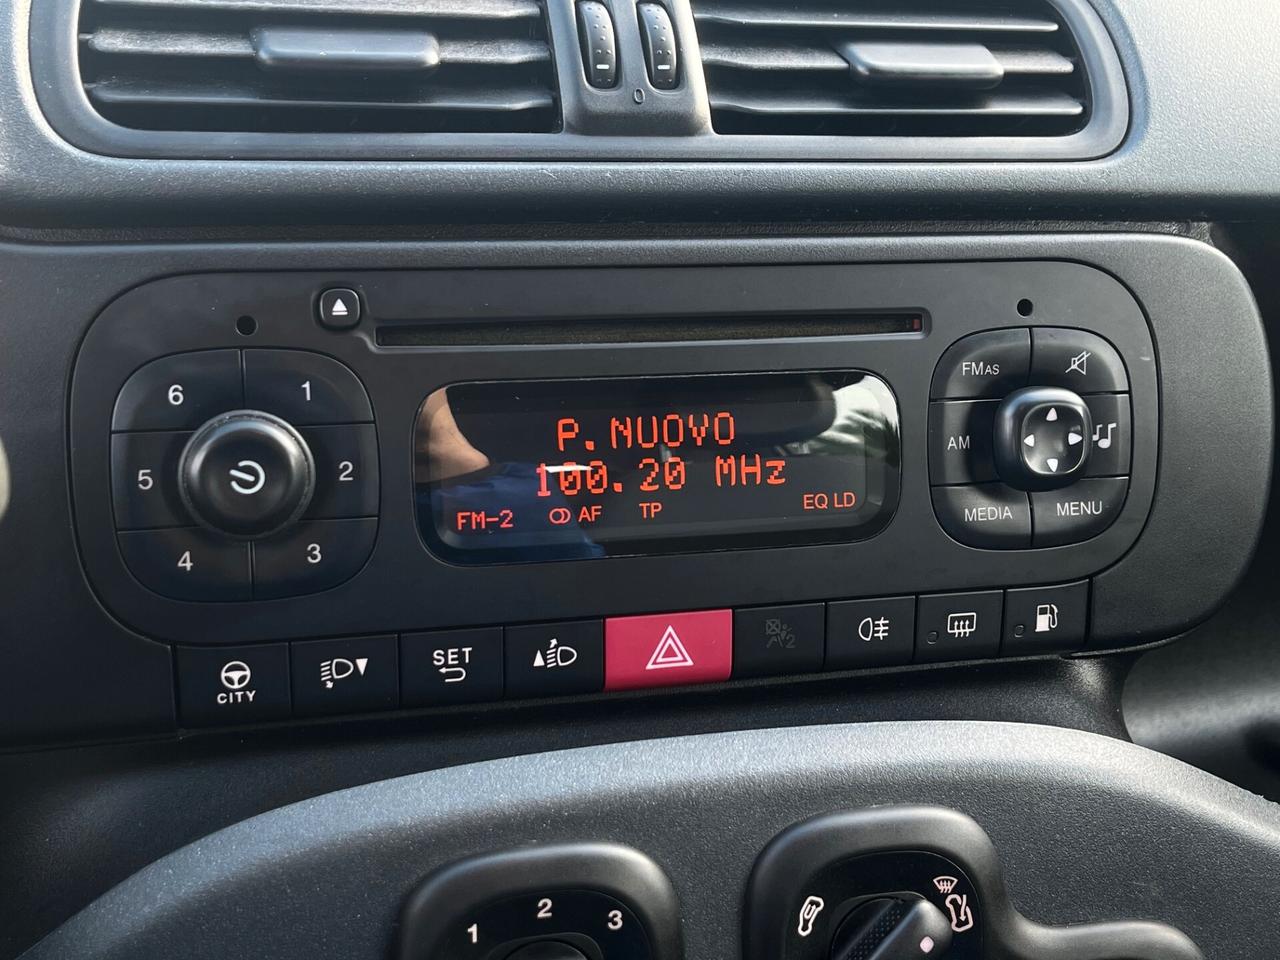 0
6 1
FMAS
5 2
AM
4 3
MEDIA MENU
P.NUOVO
100.20 MHz
FM-2 AF TP EQ LD
CITY
SET
1 2 3